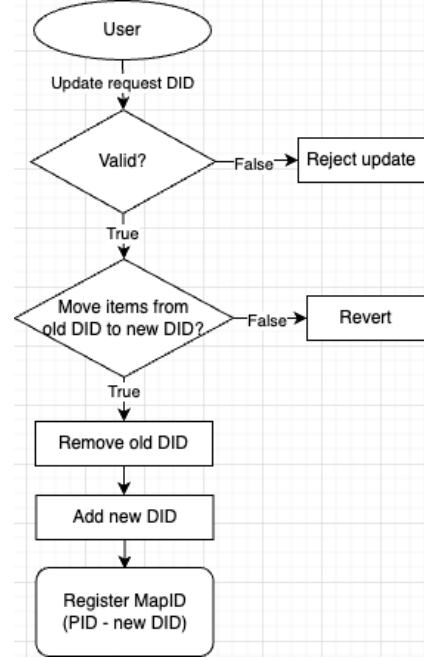 User
Update request DID
Valid?
False
Reject update
True
Move items from
old DID to new DID?
False
Revert
True
Remove old DID
Add new DID
Register MapID
(PID - new DID)